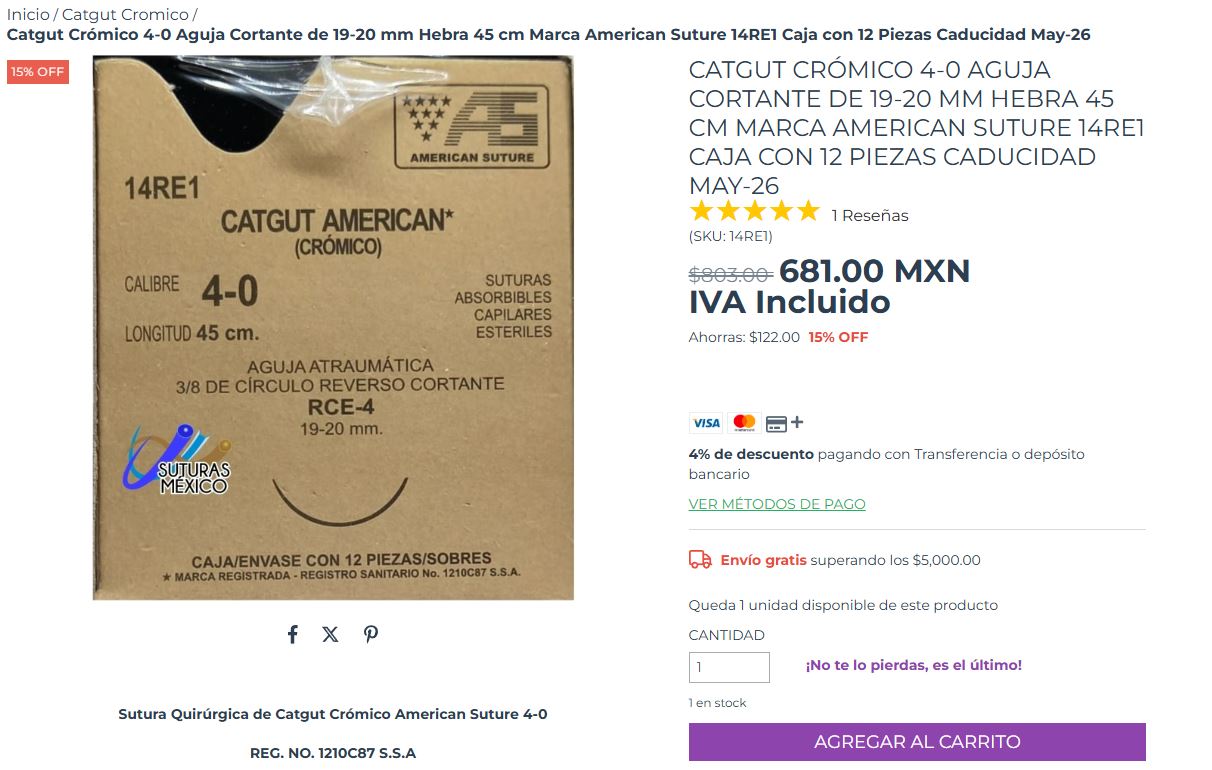 Inicio / Catgut Cromico /
Catgut Crómico 4-0 Aguja Cortante de 19-20 mm Hebra 45 cm Marca American Suture 14RE1 Caja con 12 Piezas Caducidad May-26
15% OFF
AS
AMERICAN SUTURE
14RE1
CATGUT AMERICAN*
(CRÓMICO)
CALIBRE 4-0
LONGITUD 45 cm.
SUTURAS
ABSORBIBLES
CAPILARES
ESTERILES
AGUJA ATRAUMÁTICA
3/8 DE CÍRCULO REVERSO CORTANTE
RCE-4
19-20 mm.
SUTURAS
MÉXICO
CAJA/ENVASE CON 12 PIEZAS/SOBRES
* MARCA REGISTRADA - REGISTRO SANITARIO No. 1210C87 S.S.A.
Sutura Quirúrgica de Catgut Crómico American Suture 4-0
REG. NO. 1210C87 S.S.A
CATGUT CRÓMICO 4-0 AGUJA
CORTANTE DE 19-20 MM HEBRA 45
CM MARCA AMERICAN SUTURE 14RE1
CAJA CON 12 PIEZAS CADUCIDAD
MAY-26
1 Reseñas
(SKU: 14RE1)
$803.00 681.00 MXN
IVA Incluido
Ahorras: $122.00 15% OFF
VISA
4% de descuento pagando con Transferencia o depósito
bancario
VER MÉTODOS DE PAGO
Envío gratis superando los $5,000.00
Queda 1 unidad disponible de este producto
CANTIDAD
1
¡No te lo pierdas, es el último!
1 en stock
AGREGAR AL CARRITO